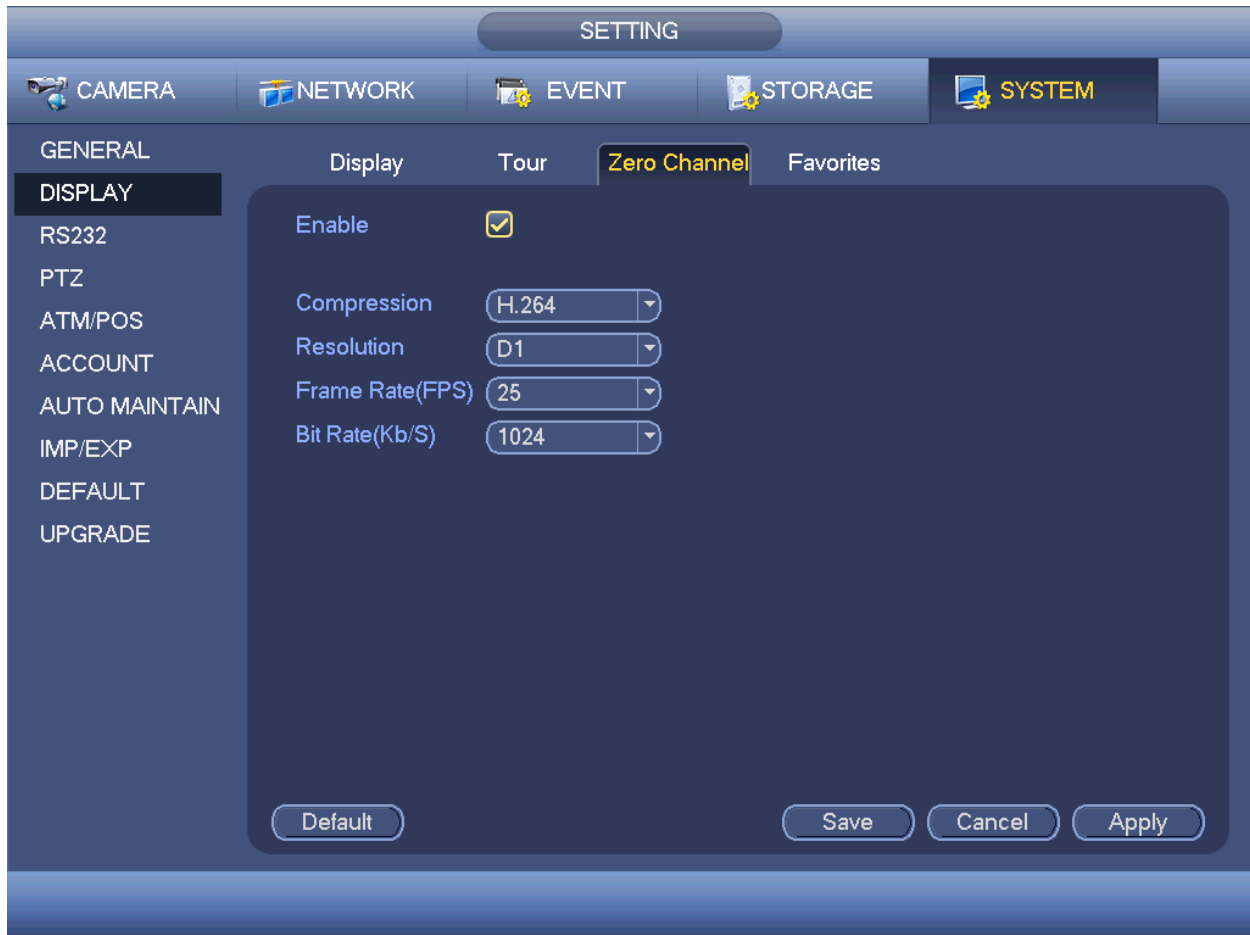 SETTING
CAMERA NETWORK EVENT STORAGE SYSTEM
GENERAL
DISPLAY
RS232
PTZ
ATM/POS
ACCOUNT
AUTO MAINTAIN
IMP/EXP
DEFAULT
UPGRADE
Display Tour Zero Channel Favorites
Enable
Compression H.264
Resolution D1
Frame Rate(FPS) 25
Bit Rate(Kb/S) 1024
Default Save Cancel Apply